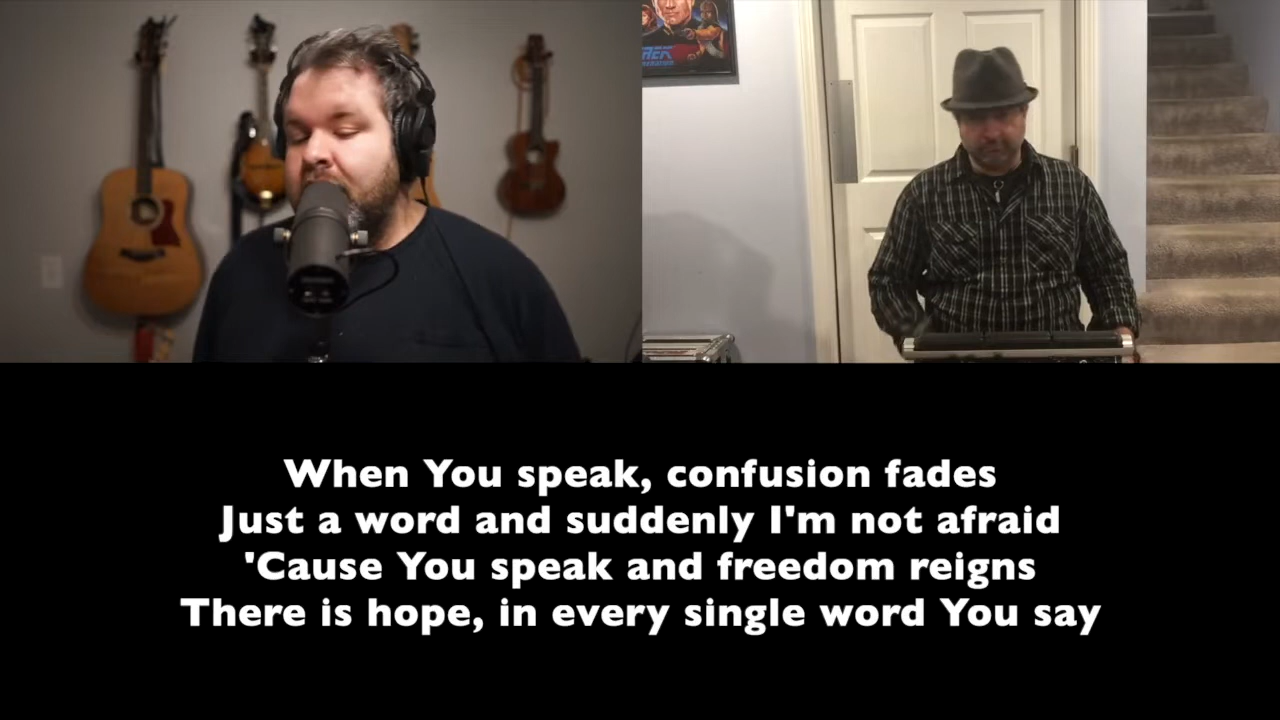 TREK
When You speak, confusion fades
Just a word and suddenly I'm not afraid
'Cause You speak and freedom reigns
There is hope, in every single word You say